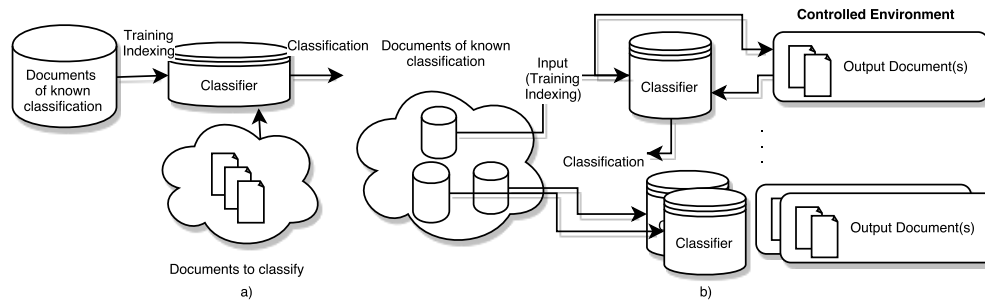 Documents
of known
classification
Training
Indexing
Classifier
Classification
Documents to classify
a)
Documents of known
classification
Input
(Training
Indexing)
Classifier
Classification
Controlled Environment
Output Document(s)
.
.
.
Classifier
Output Document(s)
b)